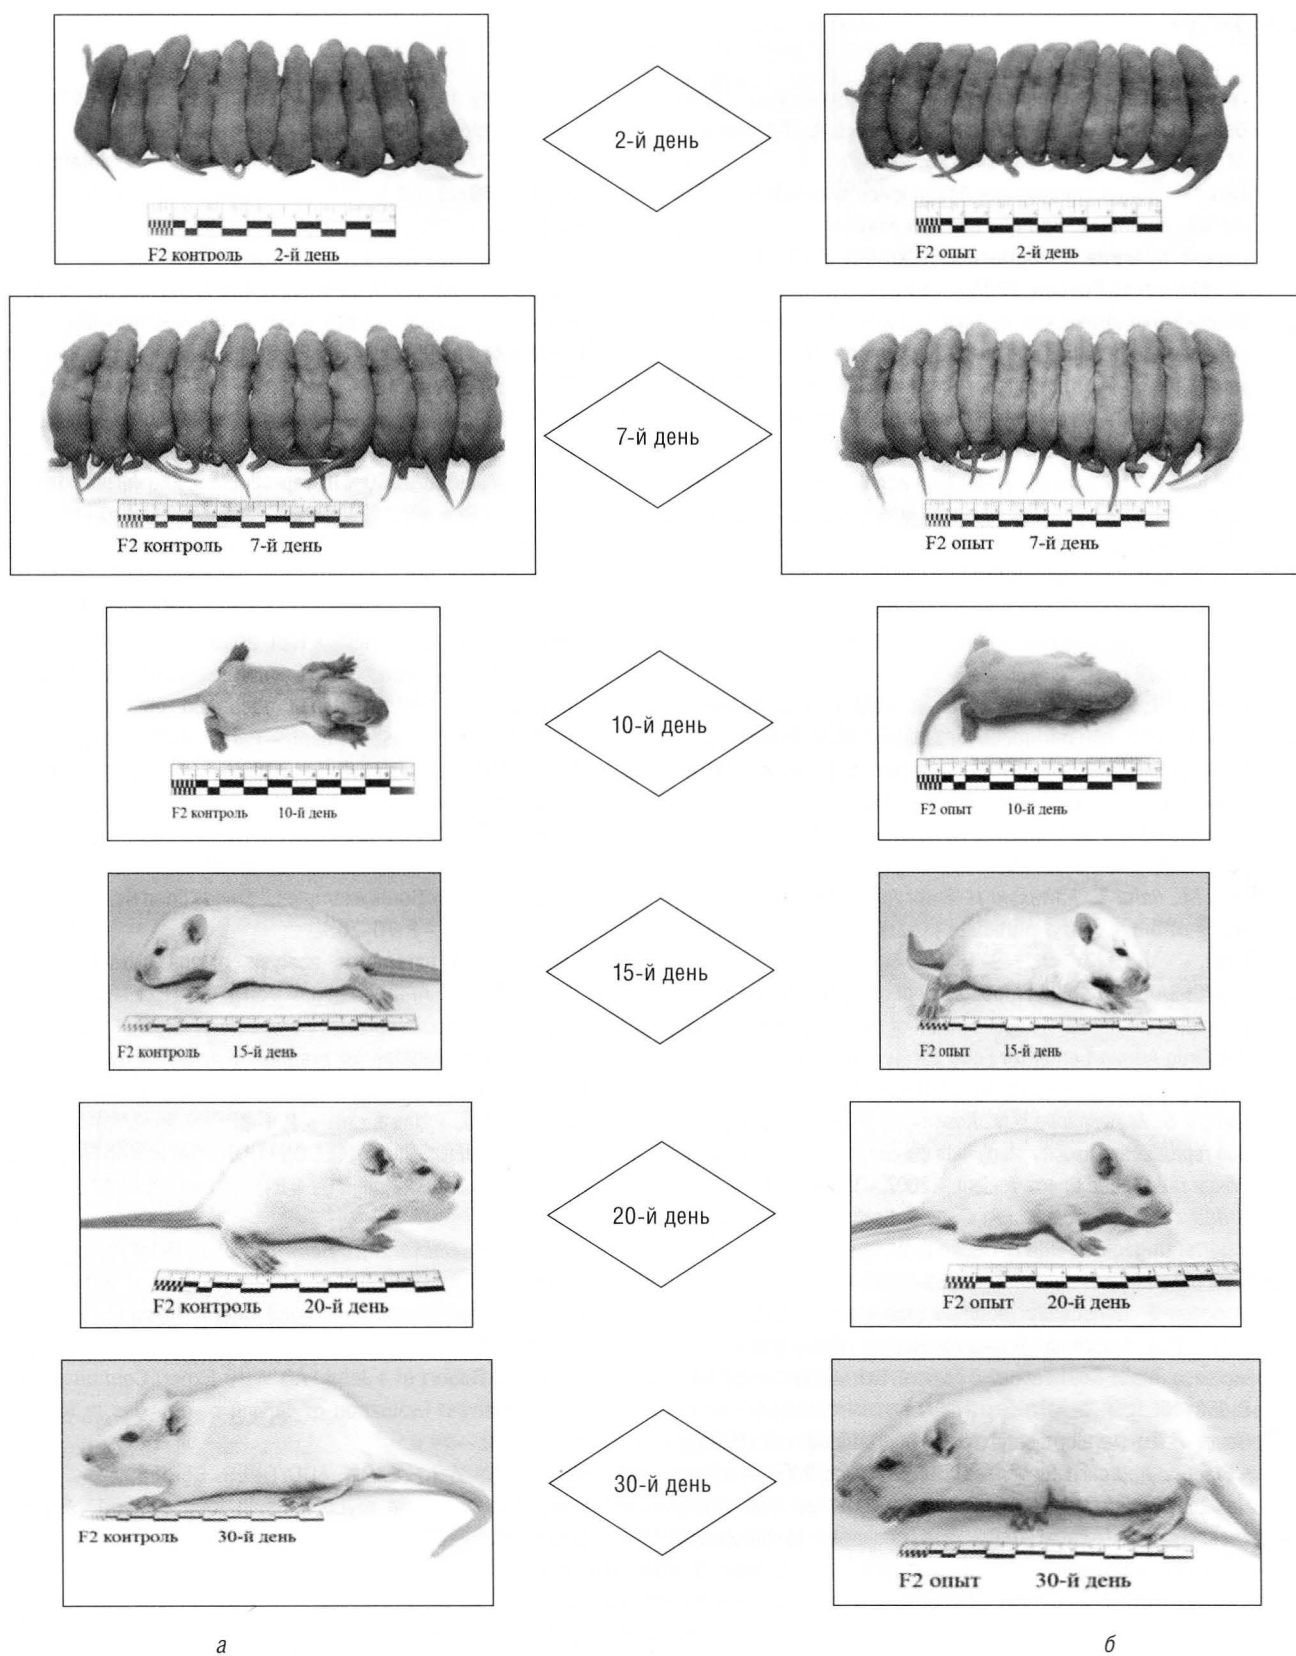 2-й день
F2 контроль 2-й день
F2 опыт 2-й день
7-й день
F2 контроль 7-й день
F2 опыт 7-й день
10-й день
F2 контроль 10-й день
F2 опыт 10-й день
15-й день
F2 контроль 15-й день
F2 опыт 15-й день
20-й день
F2 контроль 20-й день
F2 опыт 20-й день
30-й день
F2 контроль 30-й день
F2 опыт 30-й день
а б